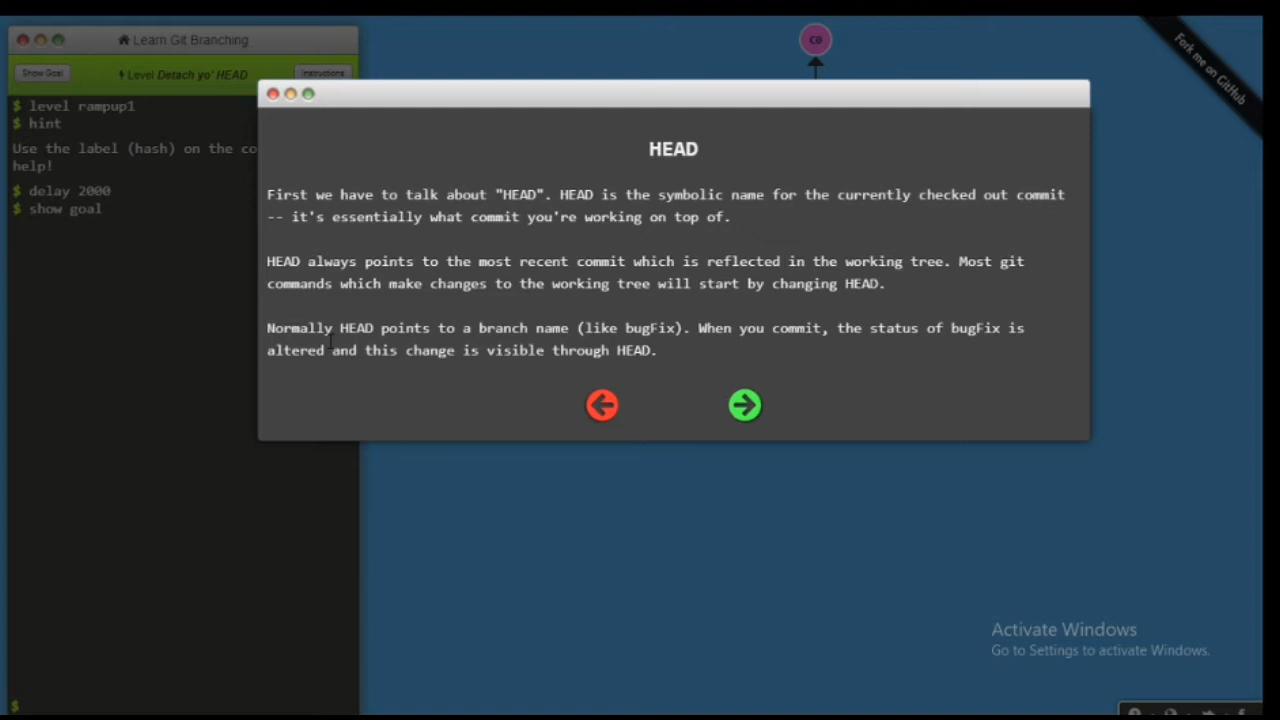 Learn Git Branching
Show Goal
Level Detach yo' HEAD
Instructions
$ level rampup1
$ hint
Use the label (hash) on the co
help!
$ delay 2000
$ show goal
$
C0
Fork me on GitHub
HEAD
First we have to talk about "HEAD". HEAD is the symbolic name for the currently checked out commit
-- it's essentially what commit you're working on top of.
HEAD always points to the most recent commit which is reflected in the working tree. Most git
commands which make changes to the working tree will start by changing HEAD.
Normally HEAD points to a branch name (like bugFix). When you commit, the status of bugFix is
altered and this change is visible through HEAD.
Activate Windows
Go to Settings to activate Windows.